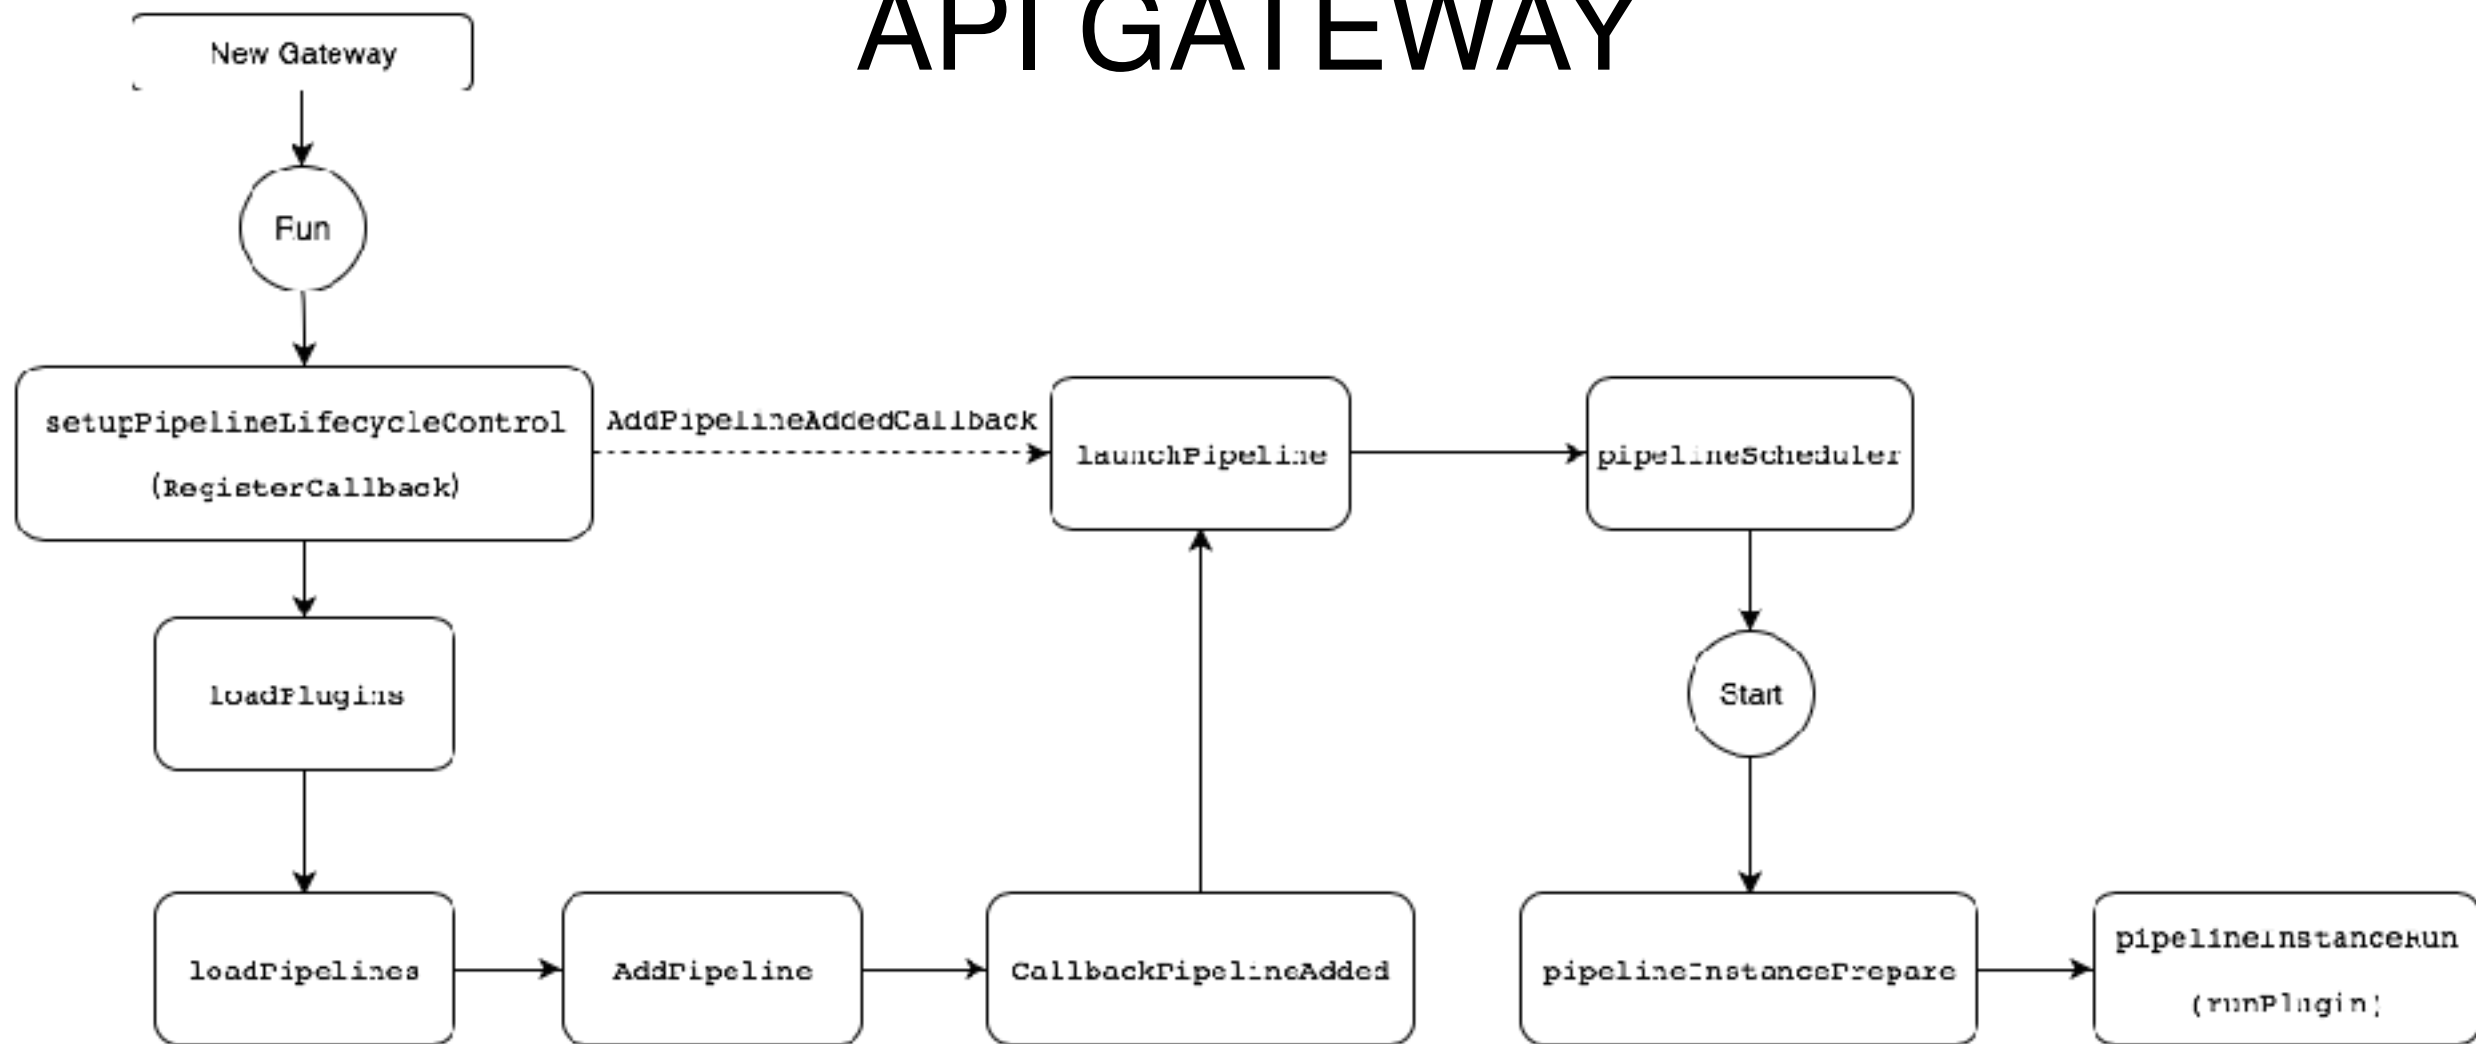 API GATEWAY
New Gateway
Run
setupPipelineLifecycleControl
(RegisterCallback)
AddPipelineAddedCallback
launchPipeline
pipelineScheduler
loadPlugins
Start
loadPipelines
AddPipeline
CallbackPipelineAdded
pipelineInstancePrepare
pipelineInstanceRun
(runPlugin)